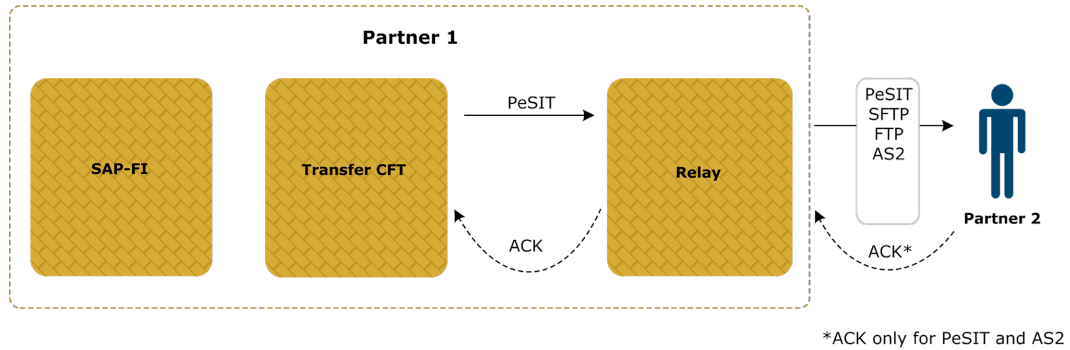 Partner 1
SAP-FI
Transfer CFT
PeSIT
ACK
Relay
PeSIT
SFTP
FTP
AS2
Partner 2
ACK*
*ACK only for PeSIT and AS2